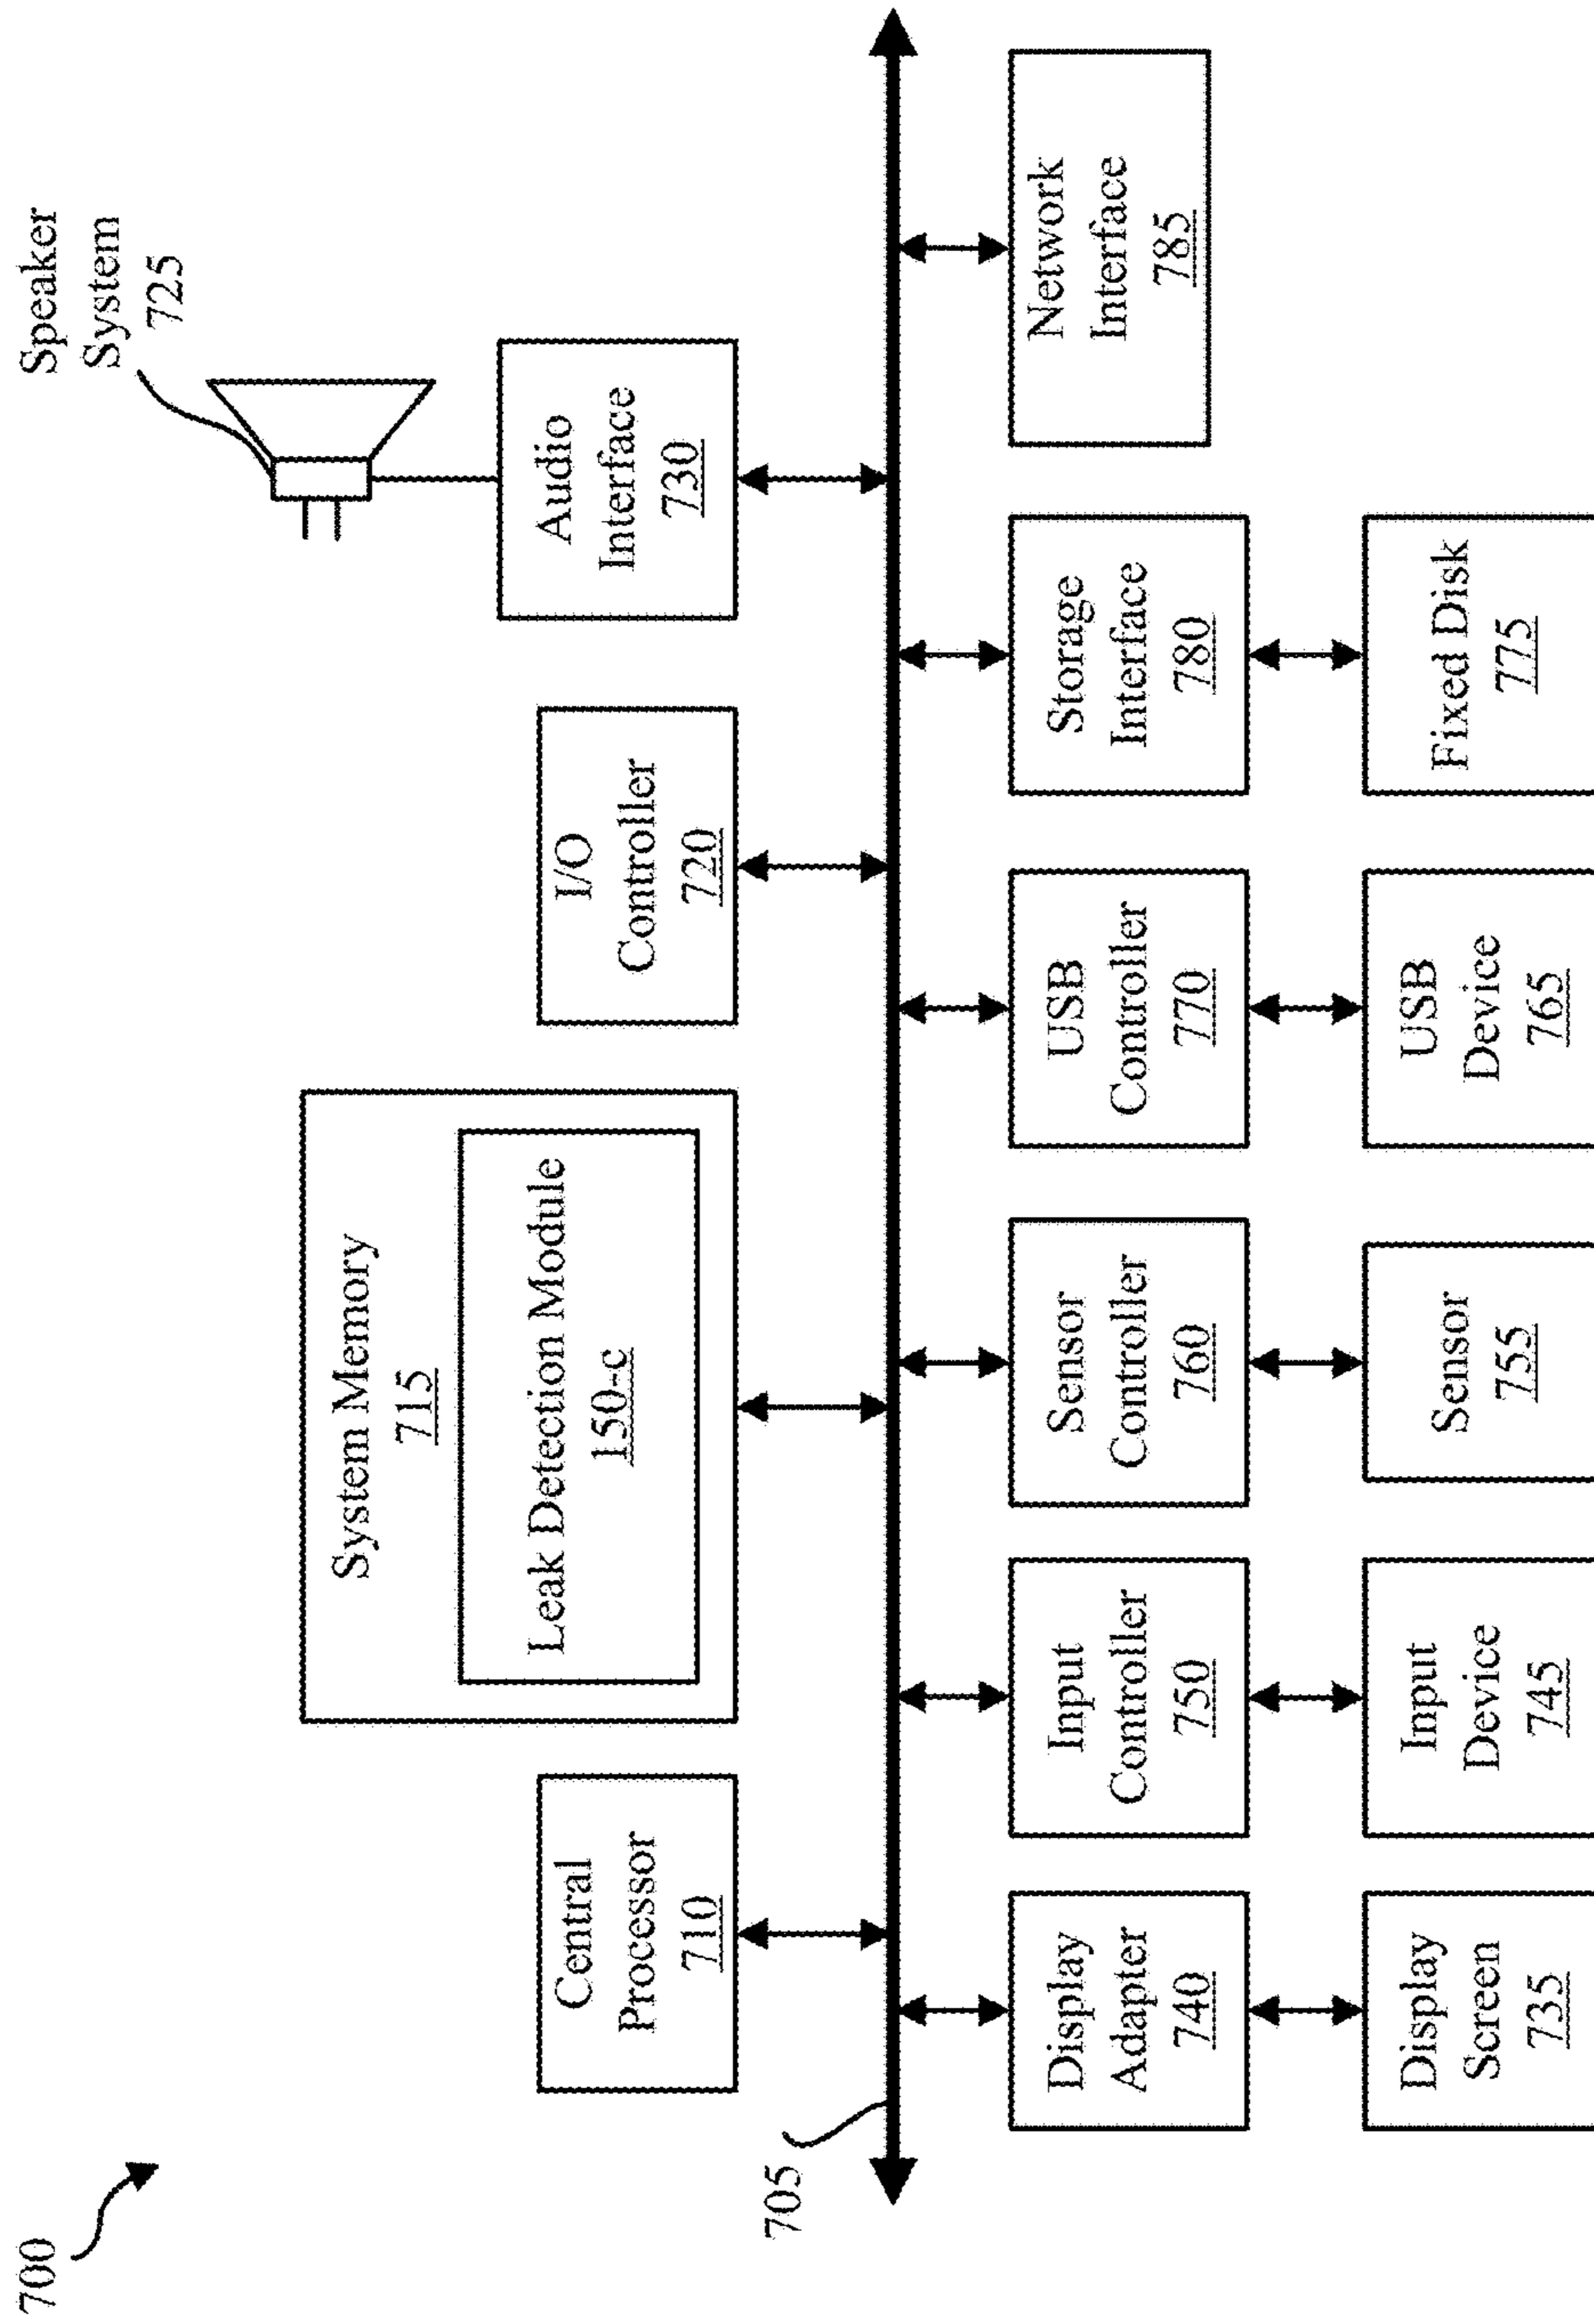 700
Speaker
System
725
Central
Processor
710
System Memory
715
Leak Detection Module
150-c
I/O
Controller
720
Audio
Interface
730
705
Display
Adapter
740
Input
Controller
750
Sensor
Controller
760
USB
Controller
770
Storage
Interface
780
Network
Interface
785
Display
Screen
735
Input
Device
745
Sensor
755
USB
Device
765
Fixed Disk
775